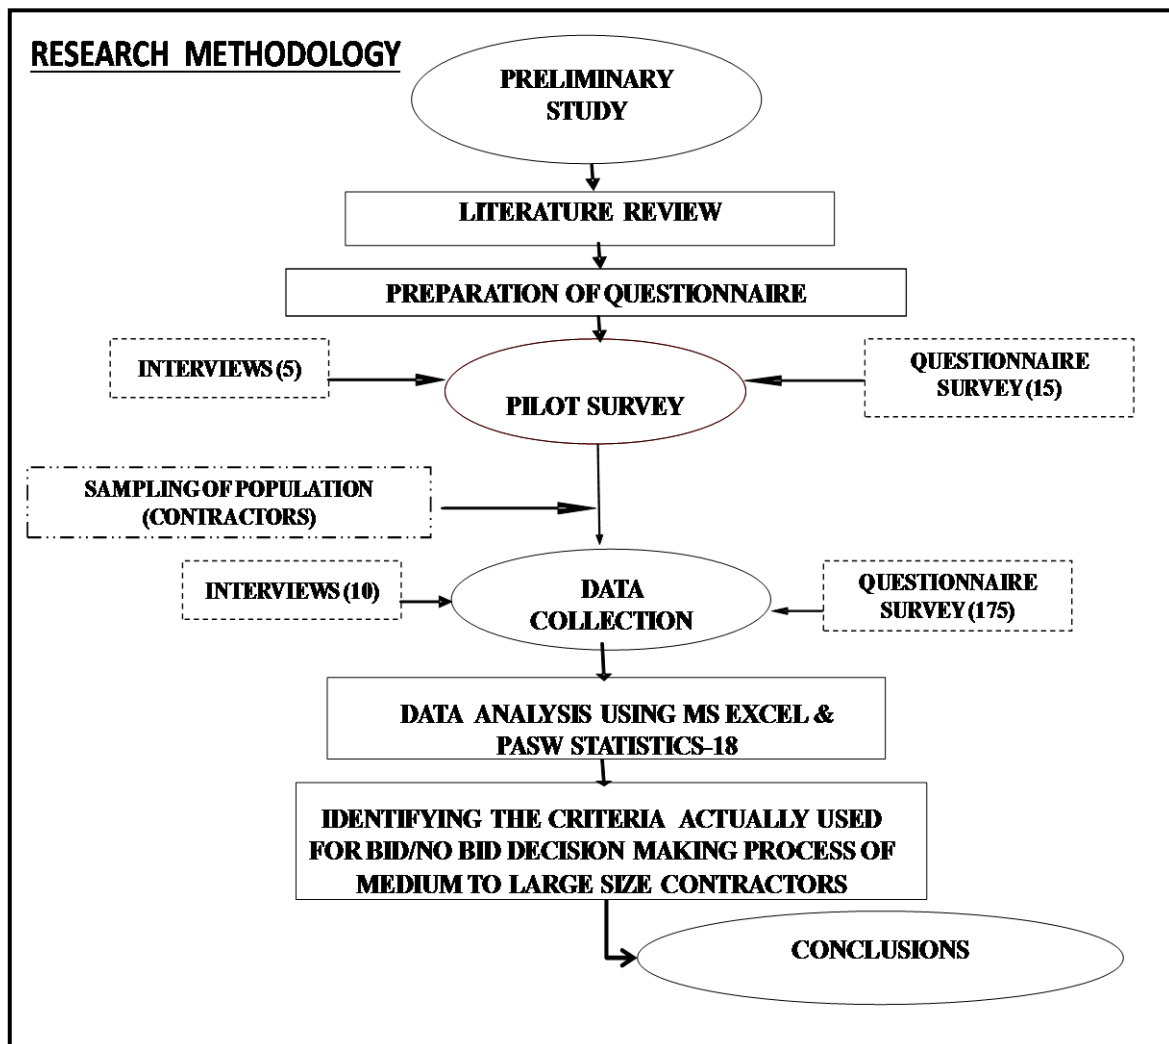 RESEARCH METHODOLOGY
PRELIMINARY
STUDY
LITERATURE REVIEW
PREPARATION OF QUESTIONNAIRE
INTERVIEWS (5)
QUESTIONNAIRE
SURVEY (15)
PILOT SURVEY
SAMPLING OF POPULATION
(CONTRACTORS)
INTERVIEWS (10)
DATA
COLLECTION
QUESTIONNAIRE
SURVEY (175)
DATA ANALYSIS USING MS EXCEL &
PASW STATISTICS-18
IDENTIFYING THE CRITERIA ACTUALLY USED
FOR BID/NO BID DECISION MAKING PROCESS OF
MEDIUM TO LARGE SIZE CONTRACTORS
CONCLUSIONS